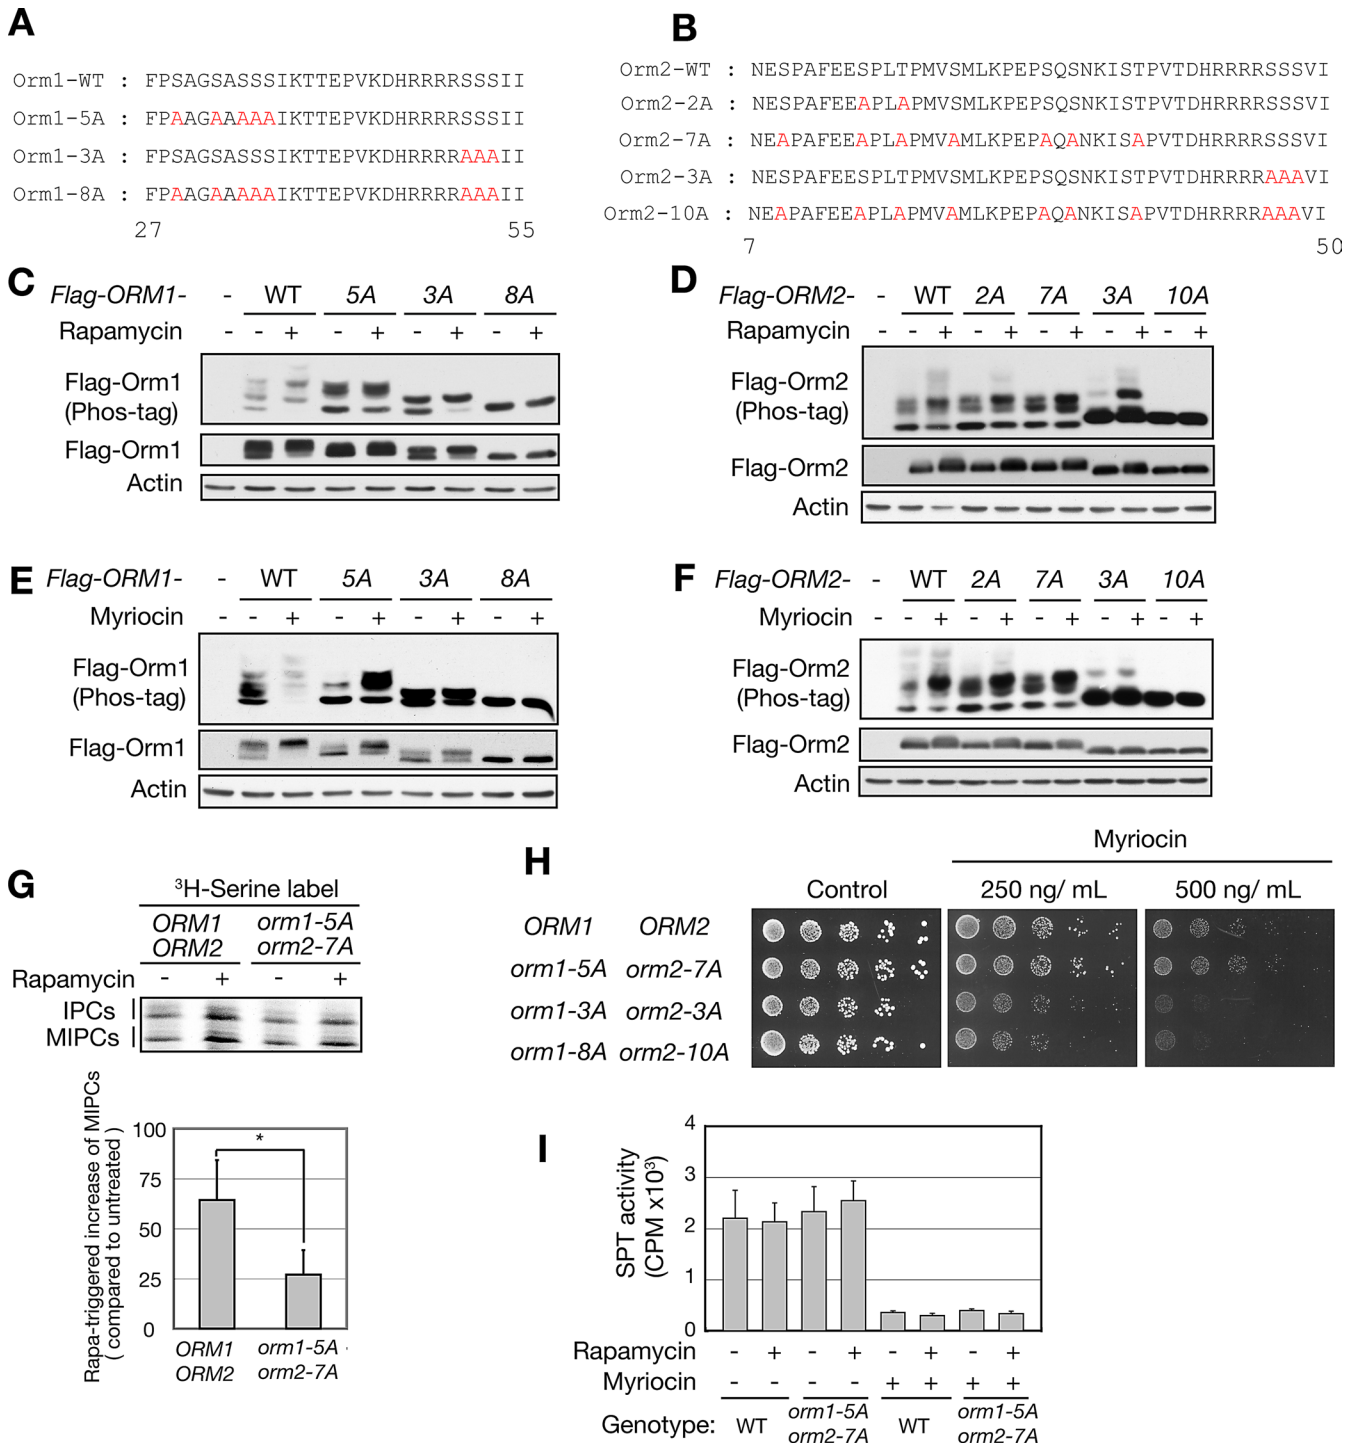 A
Orm1-WT : FPSAGSASSSIKTTEPVKDHRRRRSSSII
Orm1-5A : FPAAGAAAAAIKTTEPVKDHRRRRSSSII
Orm1-3A : FPSAGSASSSIKTTEPVKDHRRRRAAAII
Orm1-8A : FPAAGAAAAAIKTTEPVKDHRRRRAAAII
27 55
B
Orm2-WT : NESPAFEESPLTPMVSMLKPEPSQSNKISTPVTDHRRRRSSSVI
Orm2-2A : NESPAFEEAPLAPMVSMLKPEPSQSNKISTPVTDHRRRRSSSVI
Orm2-7A : NEAPAFEEAPLAPMVAMLKPEPAQANKISAPVTDHRRRRSSSVI
Orm2-3A : NESPAFEESPLTPMVSMLKPEPSQSNKISTPVTDHRRRRAAAVI
Orm2-10A : NEAPAFEEAPLAPMVAMLKPEPAQANKISAPVTDHRRRRAAAVI
7 50
C
Flag-ORM1- - WT 5A 3A 8A
Rapamycin - - + - + - + - +
Flag-Orm1
(Phos-tag)
Flag-Orm1
Actin
D
Flag-ORM2- - WT 2A 7A 3A 10A
Rapamycin - - + - + - + - + - +
Flag-Orm2
(Phos-tag)
Flag-Orm2
Actin
E
Flag-ORM1- - WT 5A 3A 8A
Myriocin - - + - + - + - +
Flag-Orm1
(Phos-tag)
Flag-Orm1
Actin
F
Flag-ORM2- - WT 2A 7A 3A 10A
Myriocin - - + - + - + - + - +
Flag-Orm2
(Phos-tag)
Flag-Orm2
Actin
G
³H-Serine label
ORM1 orm1-5A
ORM2 orm2-7A
Rapamycin - + - +
IPCs
MIPCs
Rapa-triggered increase of MIPCs
( compared to untreated )
100
75
50
25
0
*
ORM1 orm1-5A
ORM2 orm2-7A
H
Myriocin
Control 250 ng/ mL 500 ng/ mL
ORM1 ORM2
orm1-5A orm2-7A
orm1-3A orm2-3A
orm1-8A orm2-10A
I
SPT activity
(CPM x10³)
4
3
2
1
0
Rapamycin - + - + - + - +
Myriocin - - - - + + + +
Genotype: WT orm1-5A orm2-7A WT orm1-5A orm2-7A